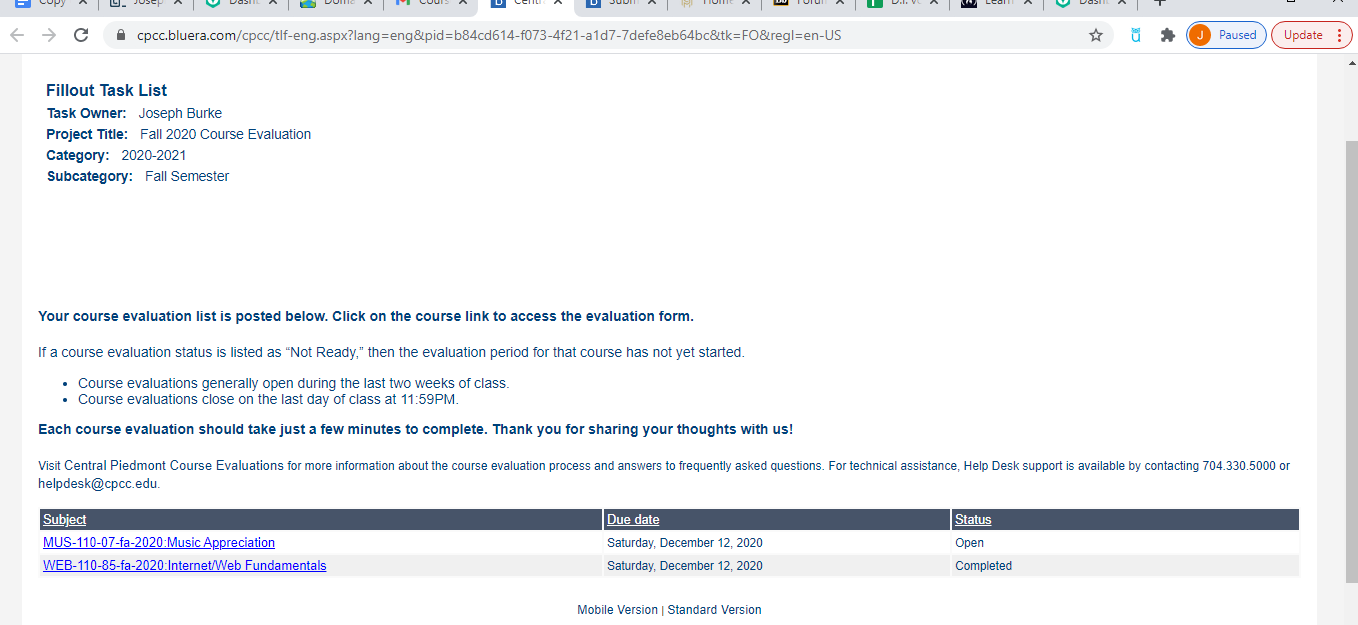 Copy
Josep
Dash
Doma
Cours
Centr
Subm
Home
Foru
D.I. Vo
Learn
Dash
cpcc.bluera.com/cpcc/tlf-eng.aspx?lang=eng&pid=b84cd614-f073-4f21-a1d7-7defe8eb64bc&tk=FO&regl=en-US
J Paused
Update
Fillout Task List
Task Owner: Joseph Burke
Project Title: Fall 2020 Course Evaluation
Category: 2020-2021
Subcategory: Fall Semester
Your course evaluation list is posted below. Click on the course link to access the evaluation form.
If a course evaluation status is listed as “Not Ready,” then the evaluation period for that course has not yet started.
• Course evaluations generally open during the last two weeks of class.
• Course evaluations close on the last day of class at 11:59PM.
Each course evaluation should take just a few minutes to complete. Thank you for sharing your thoughts with us!
Visit Central Piedmont Course Evaluations for more information about the course evaluation process and answers to frequently asked questions. For technical assistance, Help Desk support is available by contacting 704.330.5000 or
helpdesk@cpcc.edu.
Subject Due date Status
MUS-110-07-fa-2020:Music Appreciation Saturday, December 12, 2020 Open
WEB-110-85-fa-2020:Internet/Web Fundamentals Saturday, December 12, 2020 Completed
Mobile Version | Standard Version